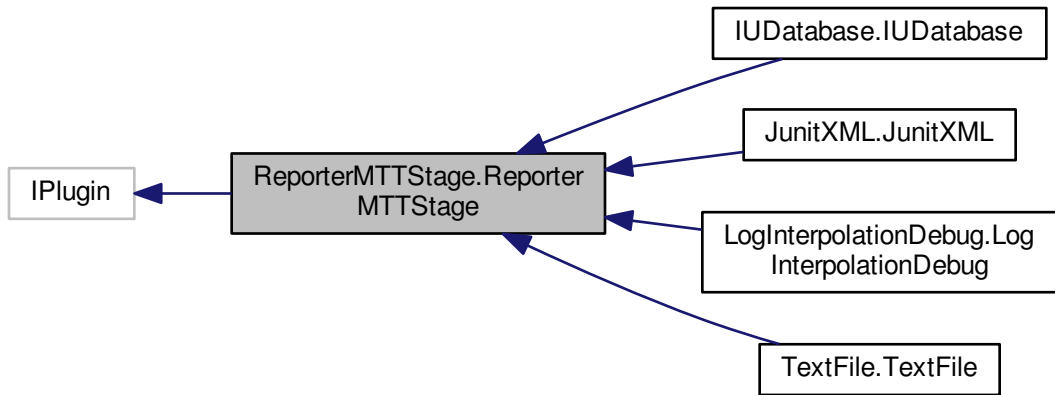 IUDatabase.IUDatabase
JunitXML.JunitXML
IPlugin
ReporterMTTStage.Reporter
MTTStage
LogInterpolationDebug.Log
InterpolationDebug
TextFile.TextFile